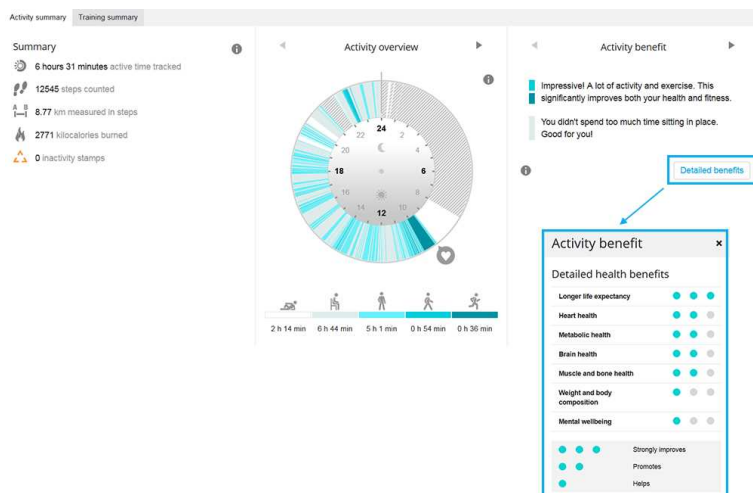 Activity summary
Training summary
Summary
6 hours 31 minutes active time tracked
12545 steps counted
A B
8.77 km measured in steps
2771 kilocalories burned
0 inactivity stamps
Activity overview
24
22
2
20
4
18
6
16
8
14
10
12
2 h 14 min
6 h 44 min
5 h 1 min
0 h 54 min
0 h 36 min
Activity benefit
Impressive! A lot of activity and exercise. This
significantly improves both your health and fitness.
You didn't spend too much time sitting in place.
Good for you!
Detailed benefits
Activity benefit
×
Detailed health benefits
Longer life expectancy
Heart health
Metabolic health
Brain health
Muscle and bone health
Weight and body
composition
Mental wellbeing
Strongly improves
Promotes
Helps